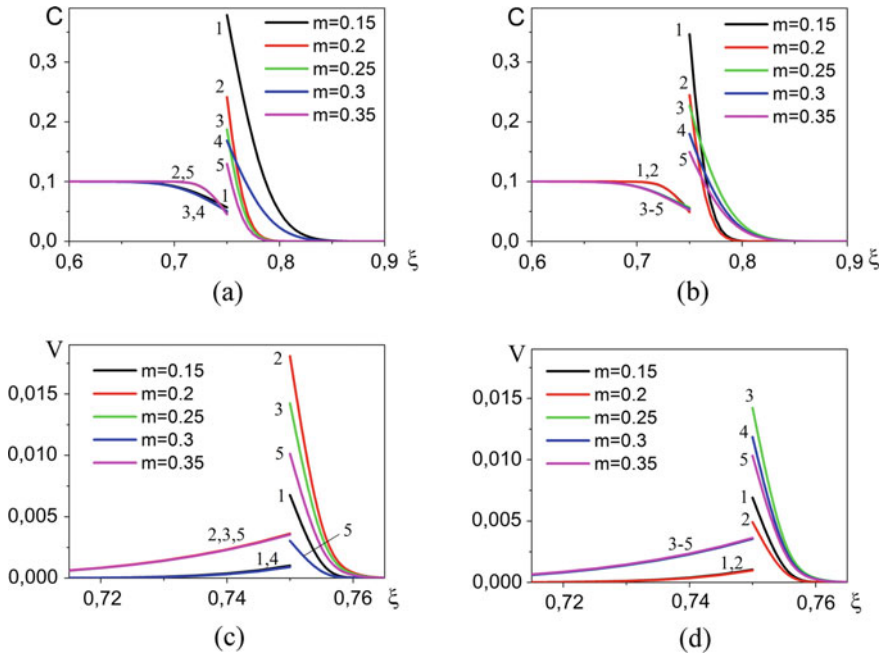 C
0,3
0,2
0,1
0,0
0,6
0,7
0,8
0,9
ξ
m=0.15
m=0.2
m=0.25
m=0.3
m=0.35
1
2
3
4
5
2,5
1
3,4
(a)
C
0,3
0,2
0,1
0,0
0,6
0,7
0,8
0,9
ξ
m=0.15
m=0.2
m=0.25
m=0.3
m=0.35
1
2
3
4
5
1,2
3-5
(b)
V
0,015
0,010
0,005
0,000
0,72
0,74
0,76
ξ
m=0.15
m=0.2
m=0.25
m=0.3
m=0.35
2
3
5
1
5
2,3,5
1,4
(c)
V
0,015
0,010
0,005
0,000
0,72
0,74
0,76
ξ
m=0.15
m=0.2
m=0.25
m=0.3
m=0.35
3
4
5
1
2
3-5
1,2
(d)